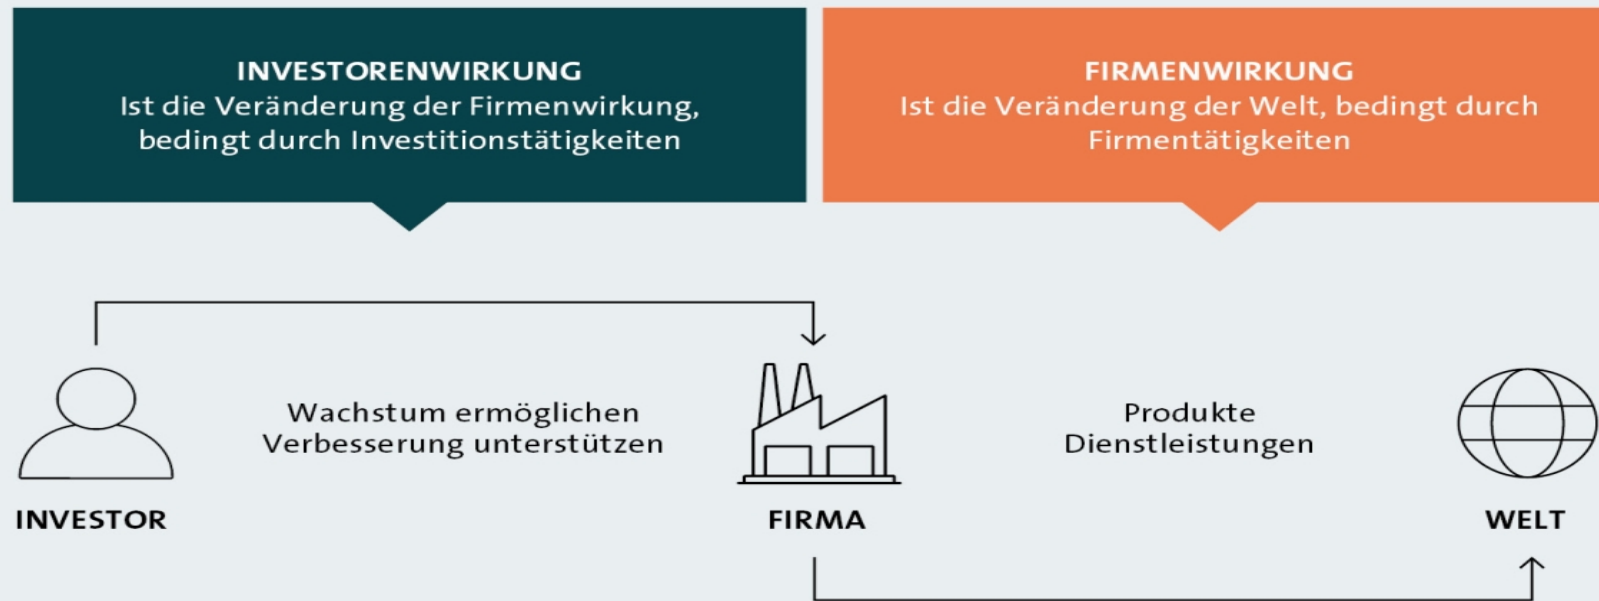 INVESTORENWIRKUNG
Ist die Veränderung der Firmenwirkung,
bedingt durch Investitionstätigkeiten
FIRMENWIRKUNG
Ist die Veränderung der Welt, bedingt durch
Firmentätigkeiten
Wachstum ermöglichen
Verbesserung unterstützen
Produkte
Dienstleistungen
INVESTOR
FIRMA
WELT